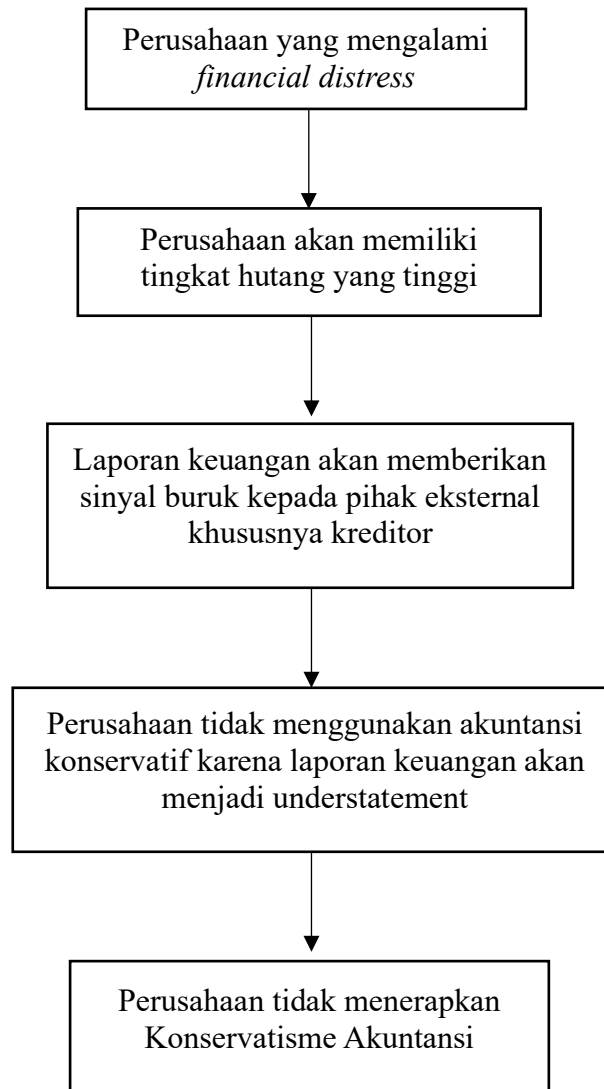 Perusahaan yang mengalami
financial distress
Perusahaan akan memiliki
tingkat hutang yang tinggi
Laporan keuangan akan memberikan
sinyal buruk kepada pihak eksternal
khususnya kreditor
Perusahaan tidak menggunakan akuntansi
konservatif karena laporan keuangan akan
menjadi understatement
Perusahaan tidak menerapkan
Konservatisme Akuntansi